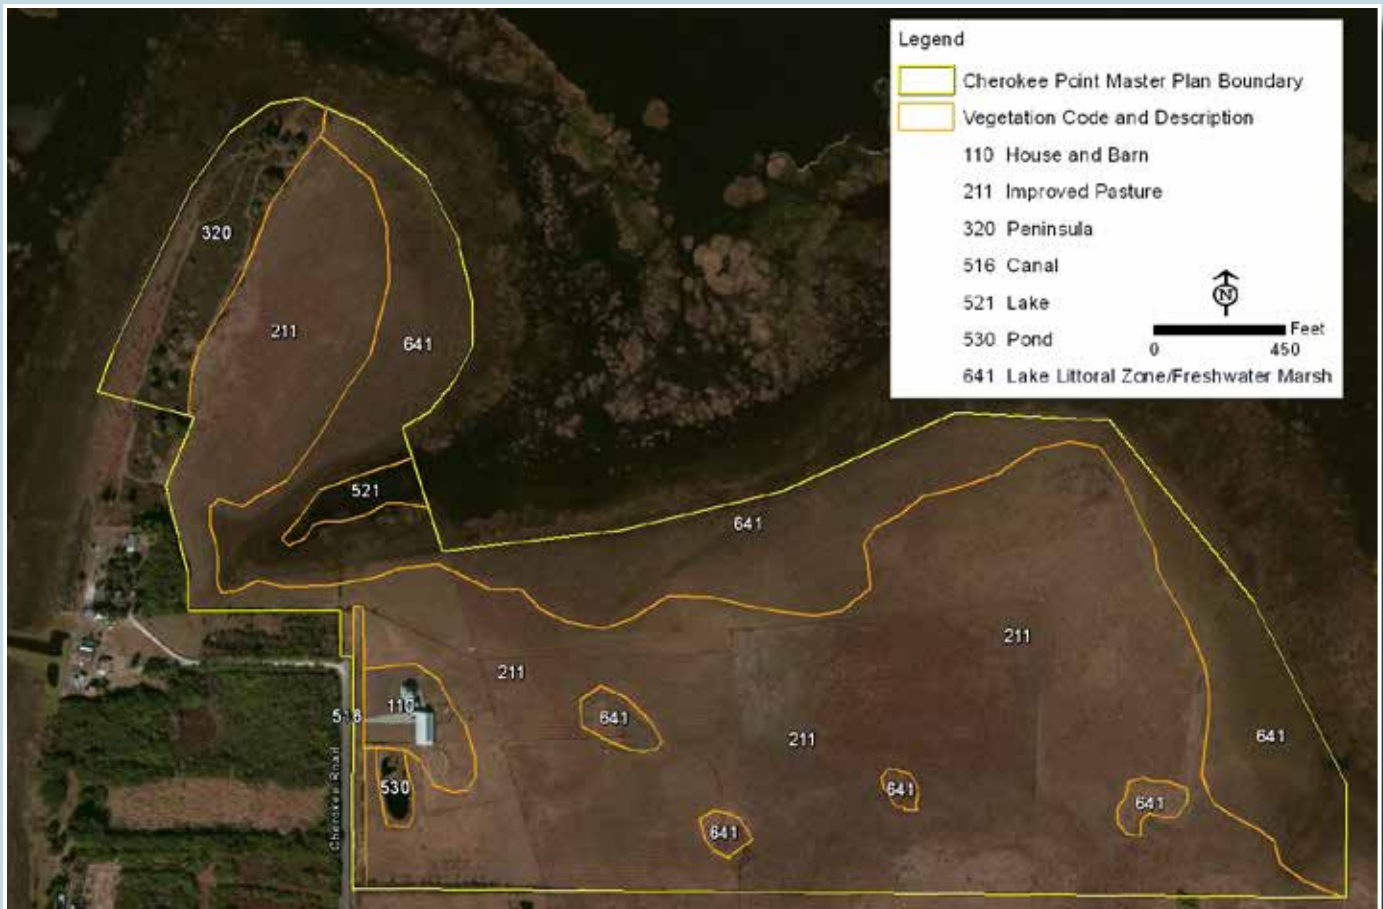 Legend
Cherokee Point Master Plan Boundary
Vegetation Code and Description
110 House and Barn
211 Improved Pasture
320 Peninsula
516 Canal
521 Lake
530 Pond
641 Lake Littoral Zone/Freshwater Marsh
N
Feet
0 450
320
211
641
521
641
211
211
110
516
641
211
641
530
641
641
641
Cherokee Road